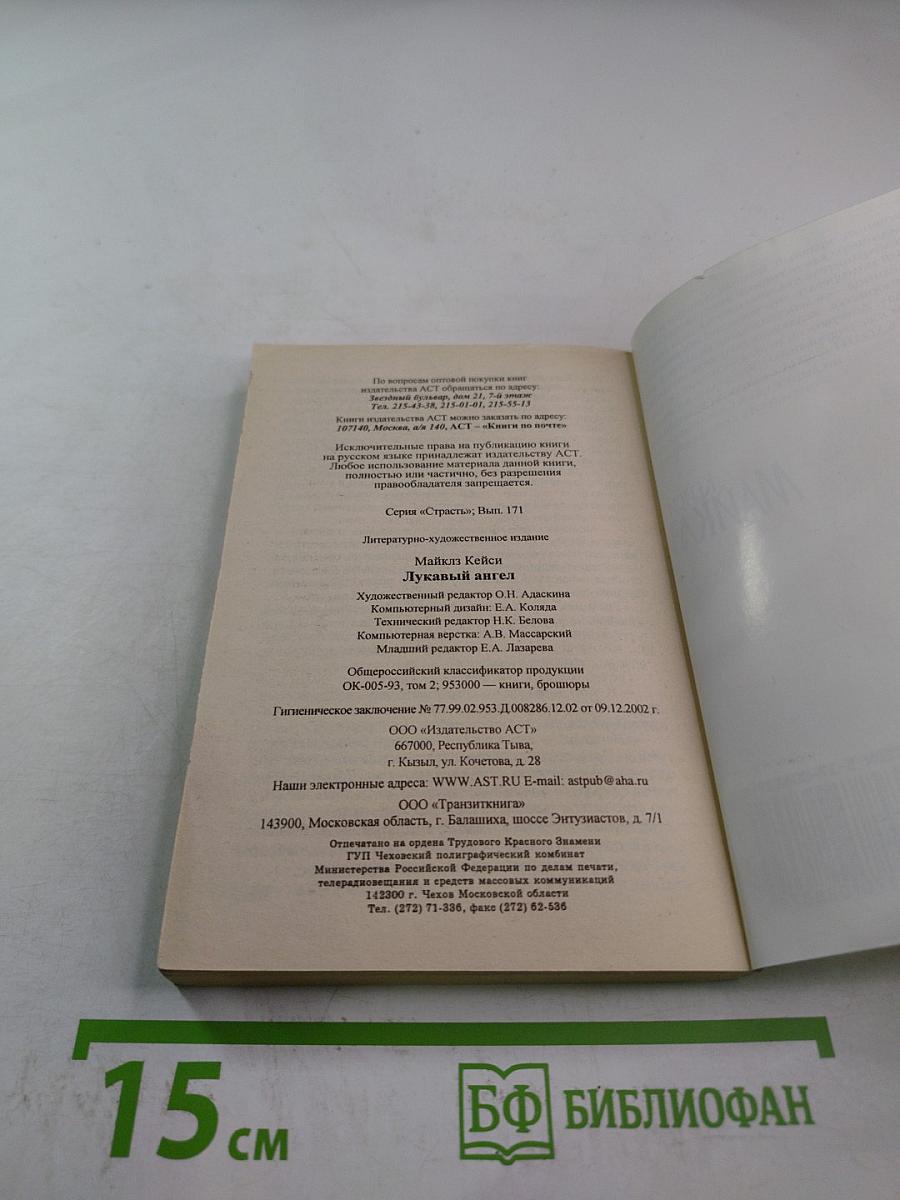 По вопросам оптовой покупки книг
издательства АСТ обращаться по адресу:
Звездный бульвар, дом 21, 7-й этаж
Тел. 215-43-38, 215-01-01, 215-55-13
Книги издательства АСТ можно заказать по адресу:
107140, Москва, а/я 140, АСТ – «Книги по почте»
Исключительные права на публикацию книги
на русском языке принадлежат издательству АСТ.
Любое использование материала данной книги,
полностью или частично, без разрешения
правообладателя запрещается.
Серия «Страсть»; Вып. 171
Литературно-художественное издание
Майклз Кейси
Лукавый ангел
Художественный редактор О.Н. Адаскина
Компьютерный дизайн: Е.А. Коляда
Технический редактор Н.К. Белова
Компьютерная верстка: А.В. Массарский
Младший редактор Е.А. Лазарева
Общероссийский классификатор продукции
ОК-005-93, том 2; 953000 — книги, брошюры
Гигиеническое заключение № 77.99.02.953.Д.008286.12.02 от 09.12.2002 г.
ООО «Издательство АСТ»
667000, Республика Тыва,
г. Кызыл, ул. Кочетова, д. 28
Наши электронные адреса: WWW.AST.RU E-mail: astpub@aha.ru
ООО «Транзиткнига»
143900, Московская область, г. Балашиха, шоссе Энтузиастов, д. 7/1
Отпечатано на ордена Трудового Красного Знамени
ГУП Чеховский полиграфический комбинат
Министерства Российской Федерации по делам печати,
телерадиовещания и средств массовых коммуникаций
142300 г. Чехов Московской области
Тел. (272) 71-336, факс (272) 62-536
15 см
БФ БИБЛИОФАН